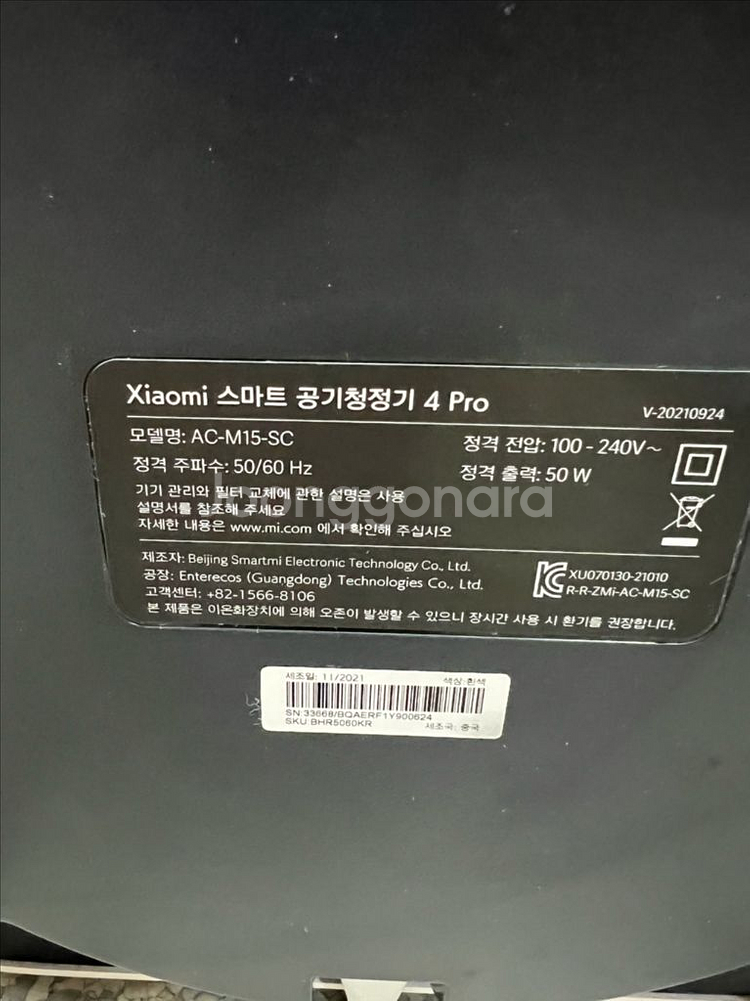 Xiaomi 스마트 공기청정기 4 Pro
V-20210924
모델명: AC-M15-SC
정격 전압: 100 - 240V~
정격 주파수: 50/60 Hz
정격 출력: 50 W
기기 관리와 필터 교체에 관한 설명은 사용
설명서를 참조해 주세요
자세한 내용은 www.mi.com 에서 확인해 주십시오
Joonggonara
제조자: Beijing Smartmi Electronic Technology Co., Ltd.
공장: Enterecos (Guangdong) Technologies Co., Ltd.
고객센터: +82-1566-8106
XU070130-21010
R-R-ZMi-AC-M15-SC
본 제품은 이온화장치에 의해 오존이 발생할 수 있으니 장시간 사용 시 환기를 권장합니다.
제조일: 11/2021
색상:흰색
SN:33668/BQAERF1Y900624
SKU:BHR5060KR
제조국: 중국